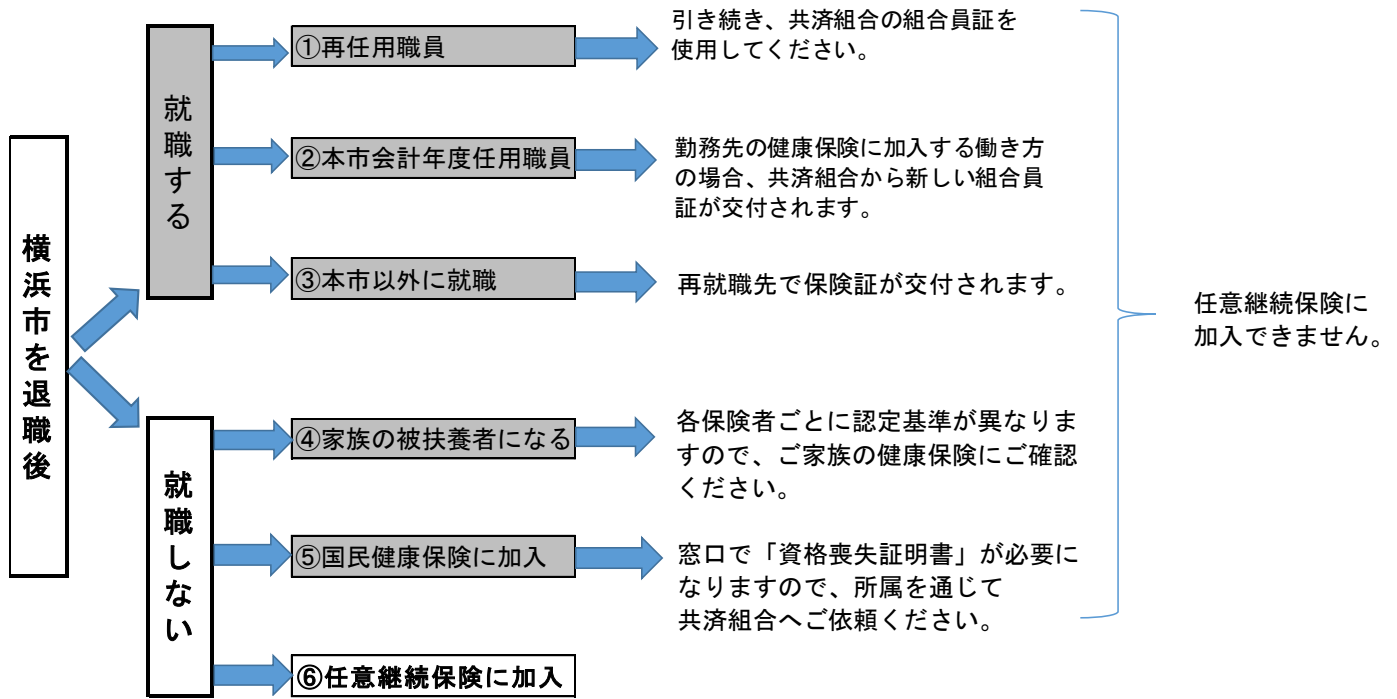 横浜市を退職後
就職する
①再任用職員
引き続き、共済組合の組合員証を
使用してください。
②本市会計年度任用職員
勤務先の健康保険に加入する働き方
の場合、共済組合から新しい組合員
証が交付されます。
③本市以外に就職
再就職先で保険証が交付されます。
就職しない
④家族の被扶養者になる
各保険者ごとに認定基準が異なりま
すので、ご家族の健康保険にご確認
ください。
⑤国民健康保険に加入
窓口で「資格喪失証明書」が必要に
なりますので、所属を通じて
共済組合へご依頼ください。
⑥任意継続保険に加入
任意継続保険に
加入できません。